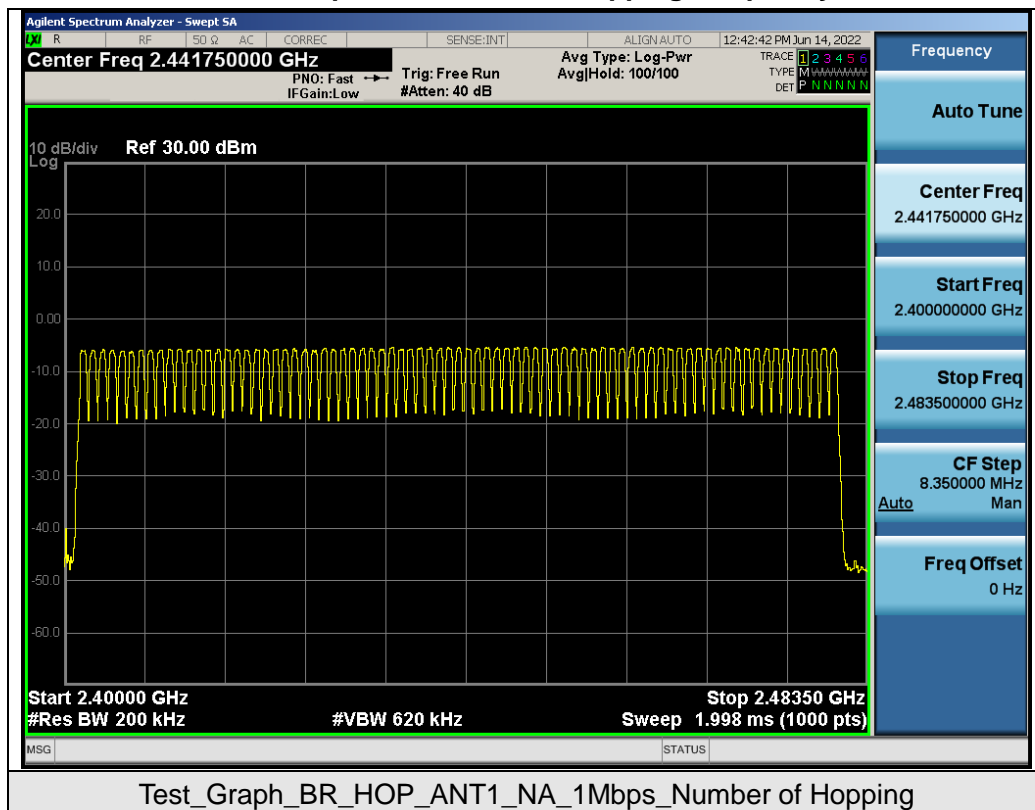 Agilent Spectrum Analyzer - Swept SA
LXI R RF 50 Ω AC CORREC SENSE:INT ALIGN AUTO 12:42:42 PM Jun 14, 2022
Center Freq 2.441750000 GHz
PNO: Fast
IFGain:Low
Trig: Free Run
#Atten: 40 dB
Avg Type: Log-Pwr
Avg|Hold: 100/100
TRACE 1 2 3 4 5 6
TYPE M
DET P N N N N N
10 dB/div Ref 30.00 dBm
Log
20.0
10.0
0.00
-10.0
-20.0
-30.0
-40.0
-50.0
-60.0
Start 2.40000 GHz Stop 2.48350 GHz
#Res BW 200 kHz #VBW 620 kHz Sweep 1.998 ms (1000 pts)
MSG STATUS
Frequency
Auto Tune
Center Freq
2.441750000 GHz
Start Freq
2.400000000 GHz
Stop Freq
2.483500000 GHz
CF Step
8.350000 MHz
Auto Man
Freq Offset
0 Hz
Test_Graph_BR_HOP_ANT1_NA_1Mbps_Number of Hopping